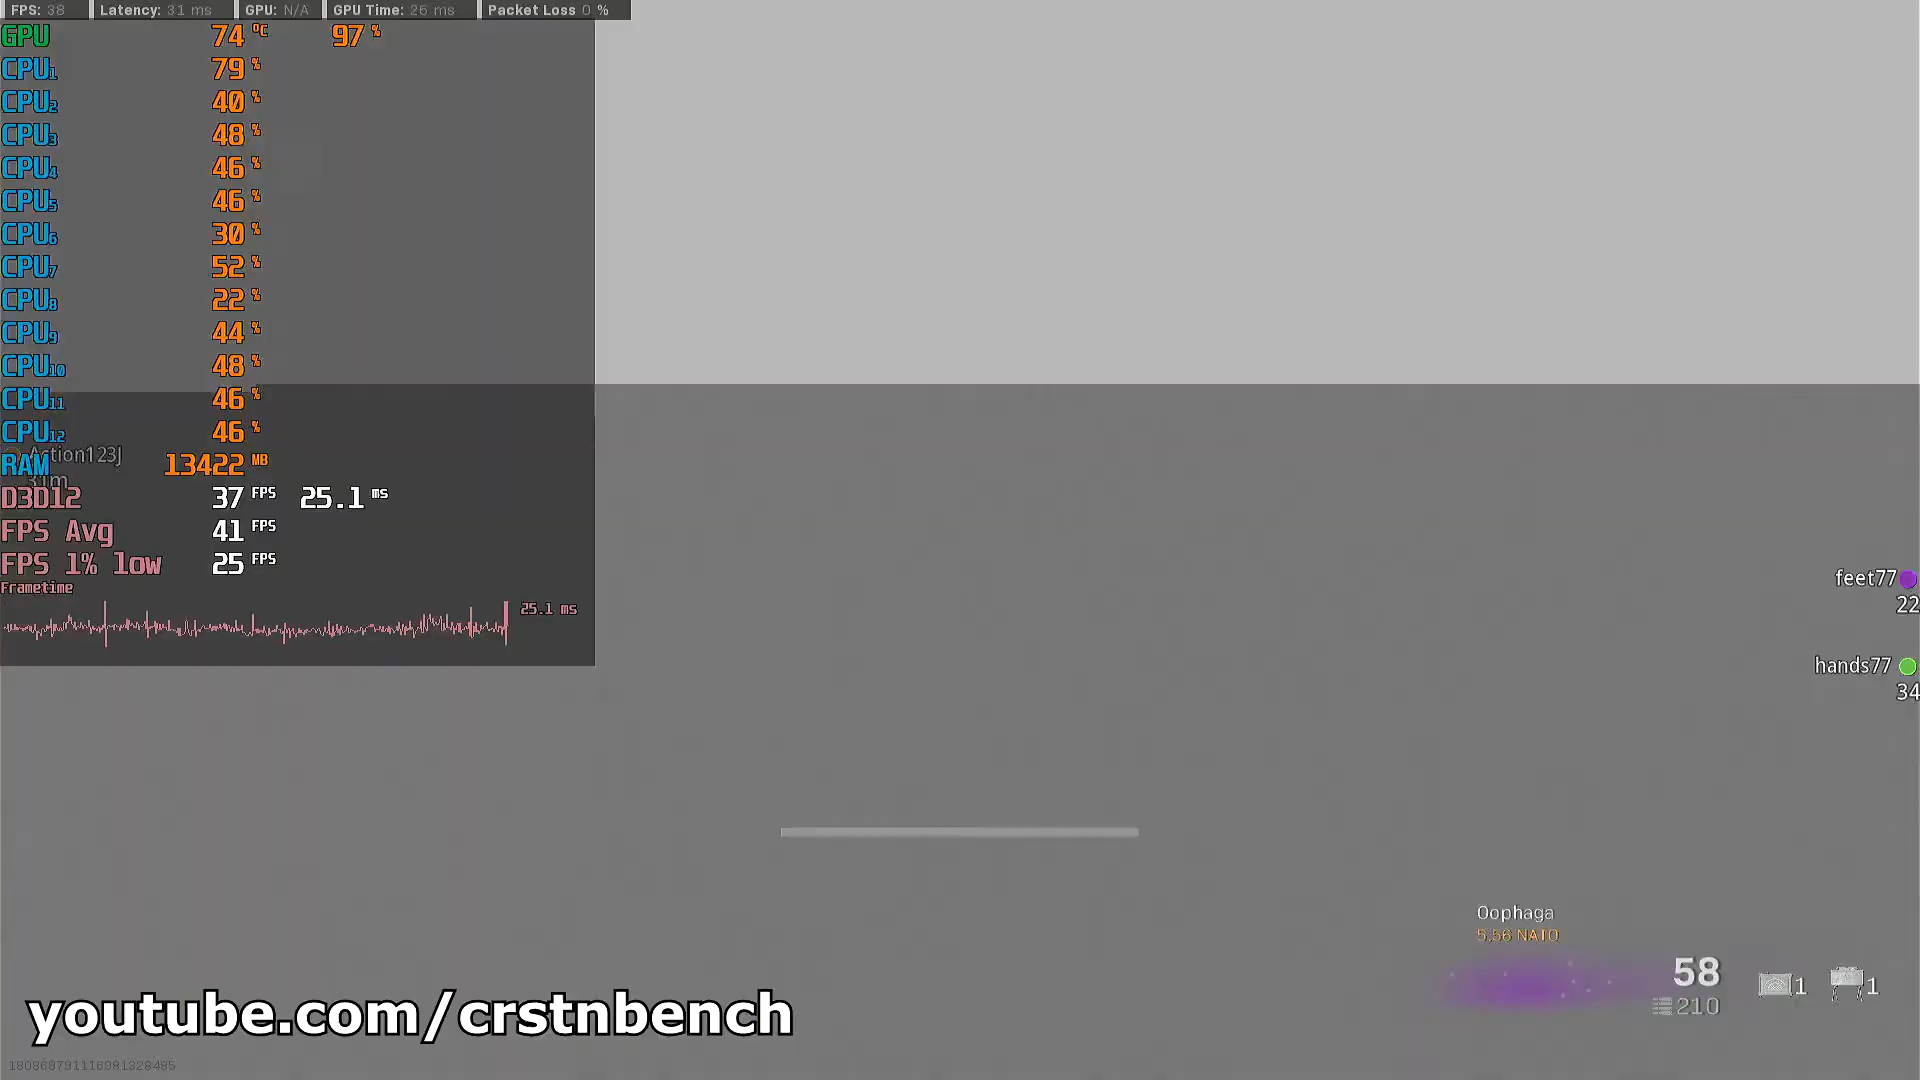 FPS: 38 Latency: 31 ms GPU: N/A GPU Time: 26 ms Packet Loss 0 %
GPU 74 °C 97 %
CPU1 79 %
CPU2 40 %
CPU3 48 %
CPU4 46 %
CPU5 46 %
CPU6 30 %
CPU7 52 %
CPU8 22 %
CPU9 44 %
CPU10 48 %
CPU11 46 %
CPU12 46 %
Action123J
RAM 13422 MB
31m
D3D12 37 FPS 25.1 ms
FPS Avg 41 FPS
FPS 1% low 25 FPS
Frametime
25.1 ms
feet77
22
hands77
34
Oophaga
5.56 NATO
58
210
1 1
youtube.com/crstnbench